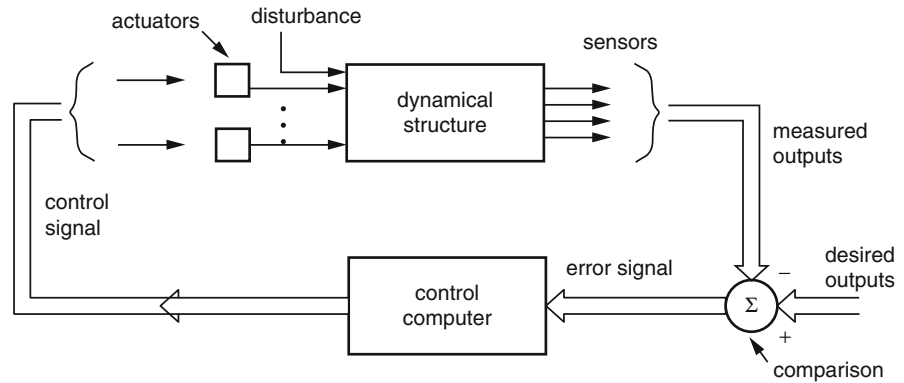 actuators
disturbance
sensors
dynamical
structure
measured
outputs
control
signal
error signal
desired
outputs
control
computer
−
Σ
+
comparison